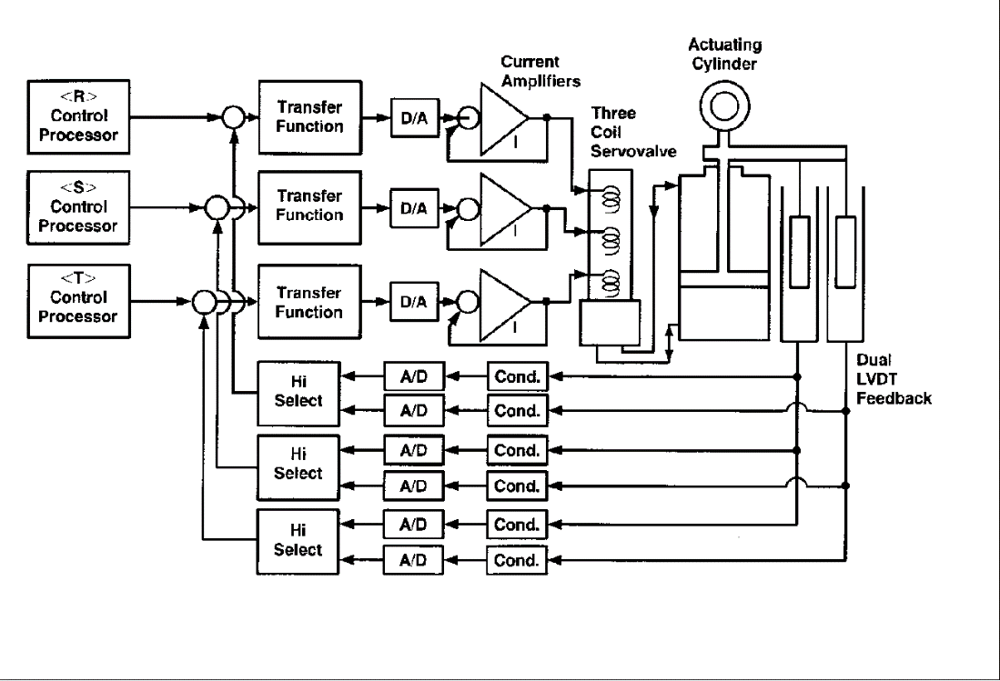 Actuating
Cylinder
Current
Amplifiers
<R>
Control
Processor
Transfer
Function
D/A
I
Three
Coil
Servovalve
<S>
Control
Processor
Transfer
Function
D/A
I
<T>
Control
Processor
Transfer
Function
D/A
I
Hi
Select
A/D
Cond.
A/D
Cond.
Dual
LVDT
Feedback
Hi
Select
A/D
Cond.
A/D
Cond.
Hi
Select
A/D
Cond.
A/D
Cond.